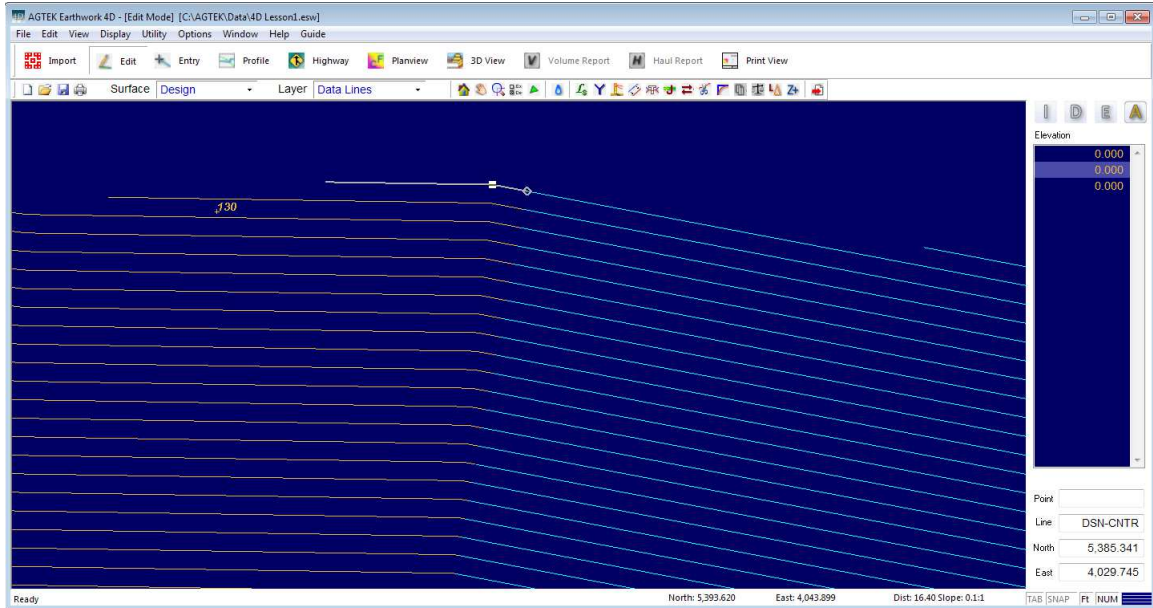 AGTEK Earthwork 4D - [Edit Mode] [C:\AGTEK\Data\4D Lesson1.esw]
File Edit View Display Utility Options Window Help Guide
Import Edit Entry Profile Highway Planview 3D View Volume Report Haul Report Print View
Surface Design Layer Data Lines
I D E A
Elevation
0.000
0.000
0.000
130
Point
Line DSN-CNTR
North 5,385.341
East 4,029.745
Ready North: 5,393.620 East: 4,043.899 Dist: 16.40 Slope: 0.1:1 TAB SNAP Ft NUM